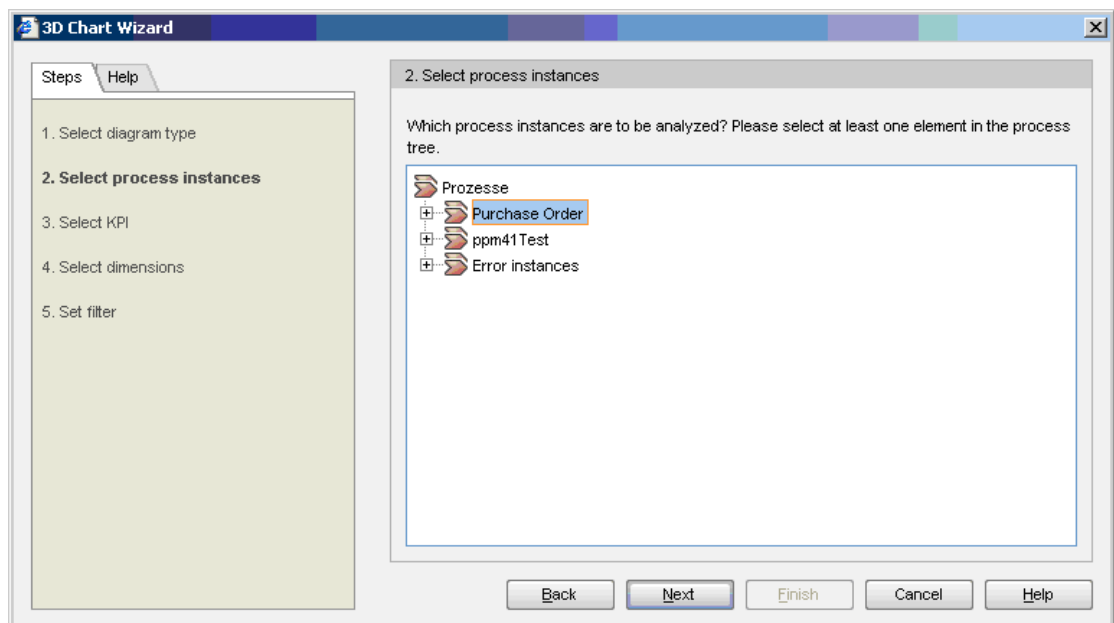 3D Chart Wizard
Steps
Help
1. Select diagram type
2. Select process instances
3. Select KPI
4. Select dimensions
5. Set filter
2. Select process instances
Which process instances are to be analyzed? Please select at least one element in the process
tree.
Prozesse
Purchase Order
ppm41Test
Error instances
Back
Next
Finish
Cancel
Help